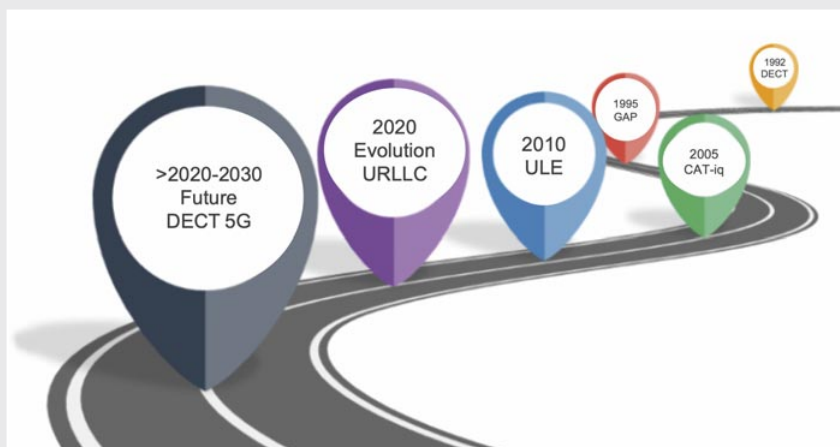 >2020-2030
Future
DECT 5G
2020
Evolution
URLLC
2010
ULE
1995
GAP
2005
CAT-iq
1992
DECT